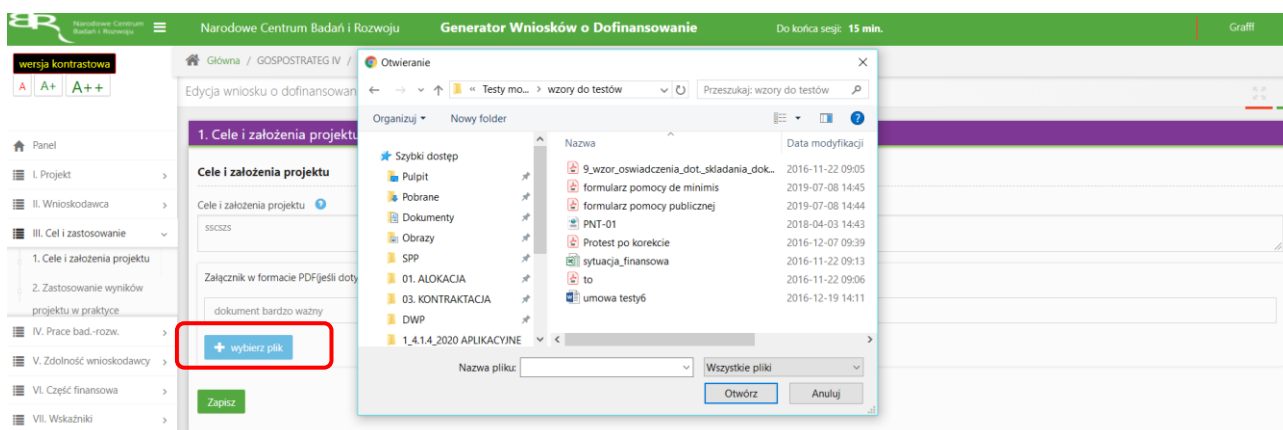 Narodowe Centrum
Badań i Rozwoju
Narodowe Centrum Badań i Rozwoju
Generator Wniosków o Dofinansowanie
Do końca sesji: 15 min.
Grafff
wersja kontrastowa
A A+ A++
Główna / GOSPOSTRATEG IV /
Edycja wniosku o dofinansowan
Panel
I. Projekt
II. Wnioskodawca
III. Cel i zastosowanie
1. Cele i założenia projektu
2. Zastosowanie wyników
projektu w praktyce
IV. Prace bad.-rozw.
V. Zdolność wnioskodawcy
VI. Część finansowa
VII. Wskaźniki
1. Cele i założenia projektu
Cele i założenia projektu
Cele i założenia projektu
sscszs
Załącznik w formacie PDF(jeśli doty
dokument bardzo ważny
+ wybierz plik
Zapisz
Otwieranie
« Testy mo... > wzory do testów
Przeszukaj: wzory do testów
Organizuj
Nowy folder
Szybki dostęp
Pulpit
Pobrane
Dokumenty
Obrazy
SPP
01. ALOKACJA
03. KONTRAKTACJA
DWP
1_4.1.4_2020 APLIKACYJNE
Nazwa Data modyfikacji
9_wzor_oswiadczenia_dot._skladania_dok... 2016-11-22 09:05
formularz pomocy de minimis 2019-07-08 14:45
formularz pomocy publicznej 2019-07-08 14:44
PNT-01 2018-04-03 14:43
Protest po korekcie 2016-12-07 09:39
sytuacja_finansowa 2016-11-22 09:13
to 2016-11-22 09:06
umowa testy6 2016-12-19 14:11
Nazwa pliku:
Wszystkie pliki
Otwórz
Anuluj